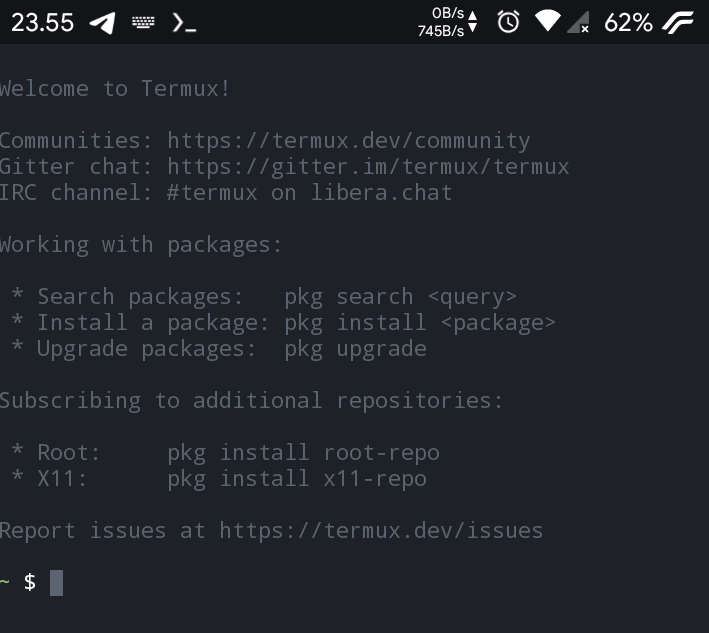 23.55
0B/s
745B/s
62%
Welcome to Termux!
Communities: https://termux.dev/community
Gitter chat: https://gitter.im/termux/termux
IRC channel: #termux on libera.chat
Working with packages:
* Search packages:   pkg search <query>
* Install a package: pkg install <package>
* Upgrade packages:  pkg upgrade
Subscribing to additional repositories:
* Root:     pkg install root-repo
* X11:      pkg install x11-repo
Report issues at https://termux.dev/issues
~ $